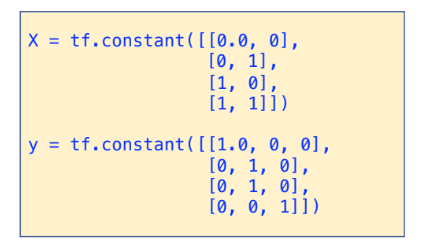 X = tf.constant([[0.0, 0],
                 [0, 1],
                 [1, 0],
                 [1, 1]])

y = tf.constant([[1.0, 0, 0],
                 [0, 1, 0],
                 [0, 1, 0],
                 [0, 0, 1]])